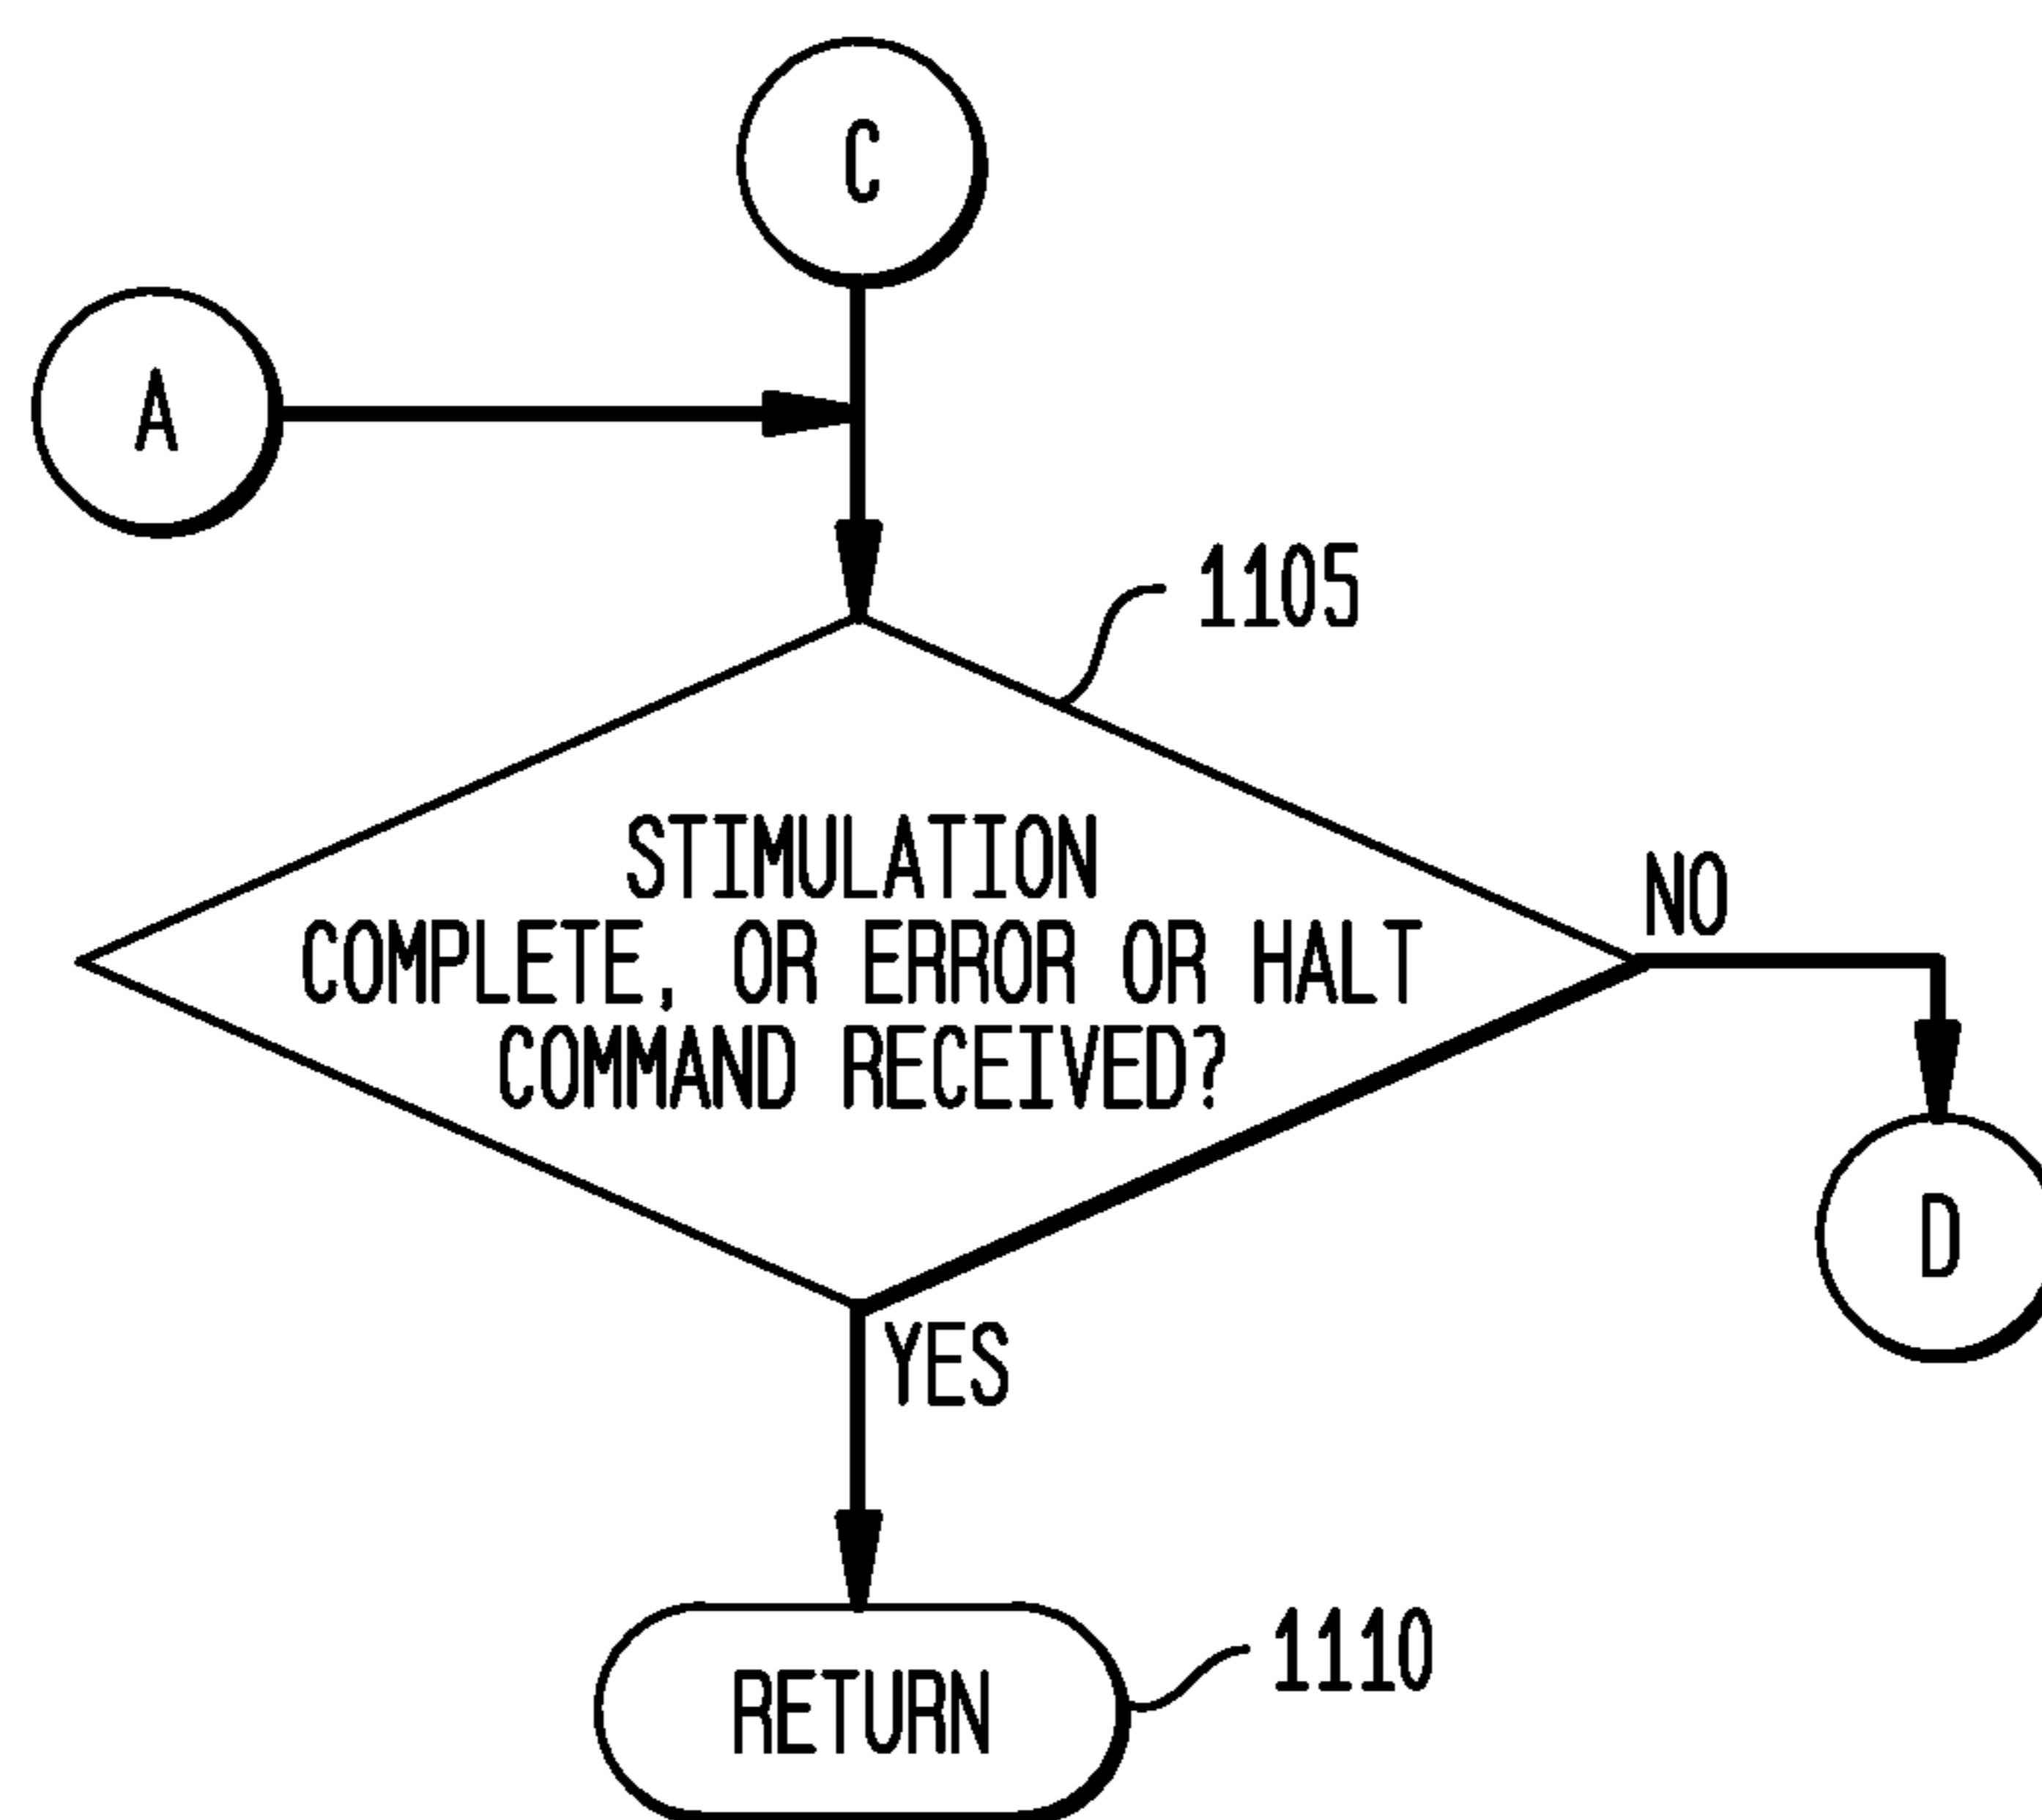 C
A
1105
STIMULATION
COMPLETE, OR ERROR OR HALT
COMMAND RECEIVED?
NO
D
YES
RETURN
1110